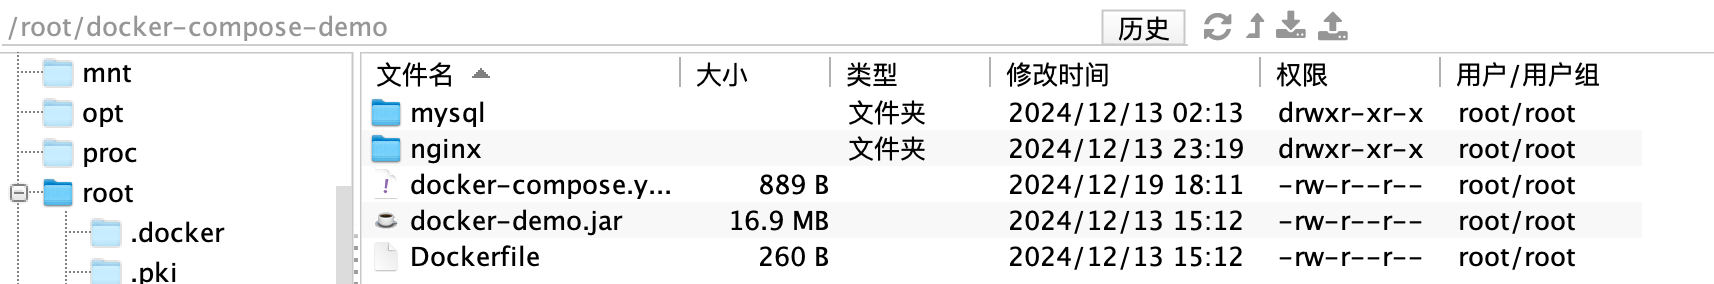 /root/docker-compose-demo 历史
mnt
opt
proc
root
.docker
.pki
文件名 大小 类型 修改时间 权限 用户/用户组
mysql 文件夹 2024/12/13 02:13 drwxr-xr-x root/root
nginx 文件夹 2024/12/13 23:19 drwxr-xr-x root/root
docker-compose.y... 889 B 2024/12/19 18:11 -rw-r--r-- root/root
docker-demo.jar 16.9 MB 2024/12/13 15:12 -rw-r--r-- root/root
Dockerfile 260 B 2024/12/13 15:12 -rw-r--r-- root/root